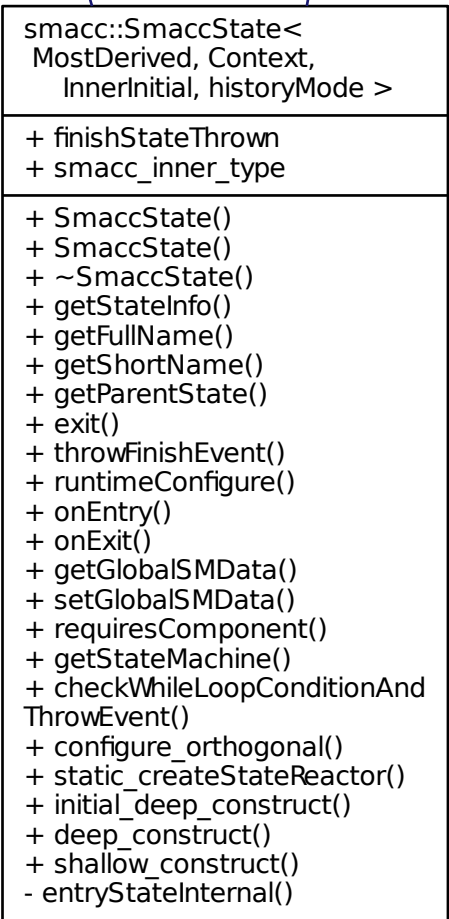 smacc::SmaccState<
MostDerived, Context,
InnerInitial, historyMode >
+ finishStateThrown
+ smacc_inner_type
+ SmaccState()
+ SmaccState()
+ ~SmaccState()
+ getStateInfo()
+ getFullName()
+ getShortName()
+ getParentState()
+ exit()
+ throwFinishEvent()
+ runtimeConfigure()
+ onEntry()
+ onExit()
+ getGlobalSMData()
+ setGlobalSMData()
+ requiresComponent()
+ getStateMachine()
+ checkWhileLoopConditionAnd
ThrowEvent()
+ configure_orthogonal()
+ static_createStateReactor()
+ initial_deep_construct()
+ deep_construct()
+ shallow_construct()
- entryStateInternal()